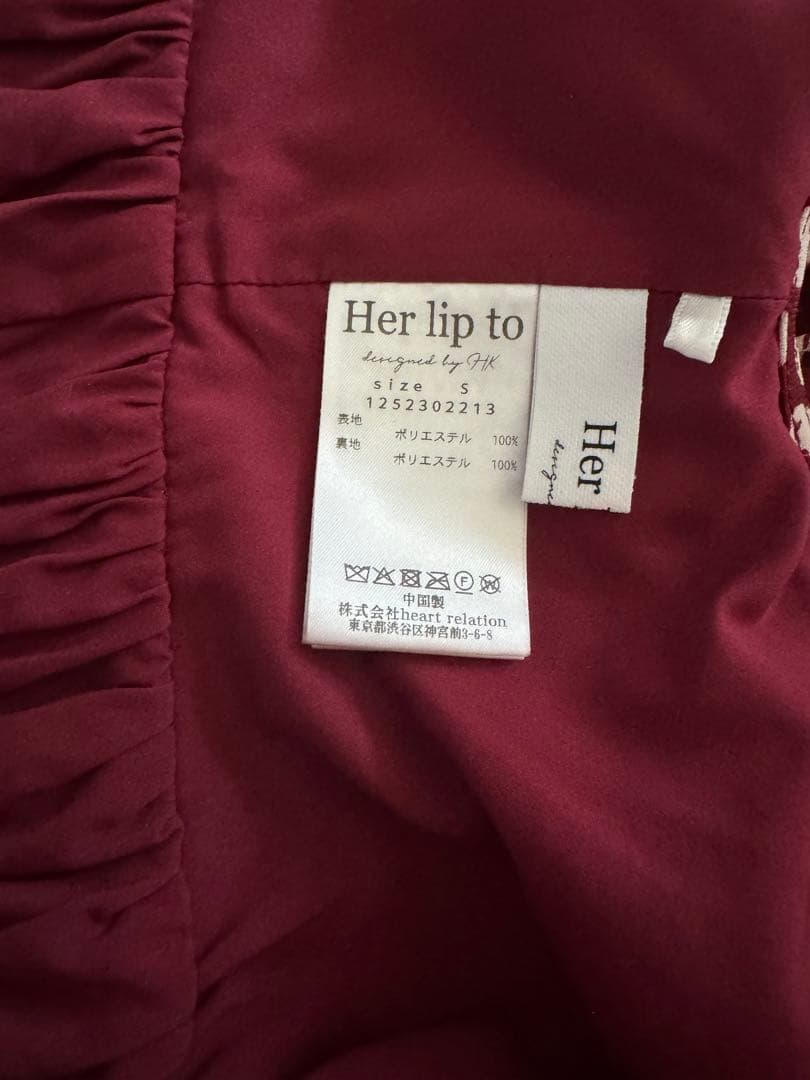 Her lip to
designed by HK
size S
1252302213
表地
ポリエステル 100%
裏地
ポリエステル 100%
F
W
中国製
株式会社heart relation
東京都渋谷区神宮前3-6-8
Her